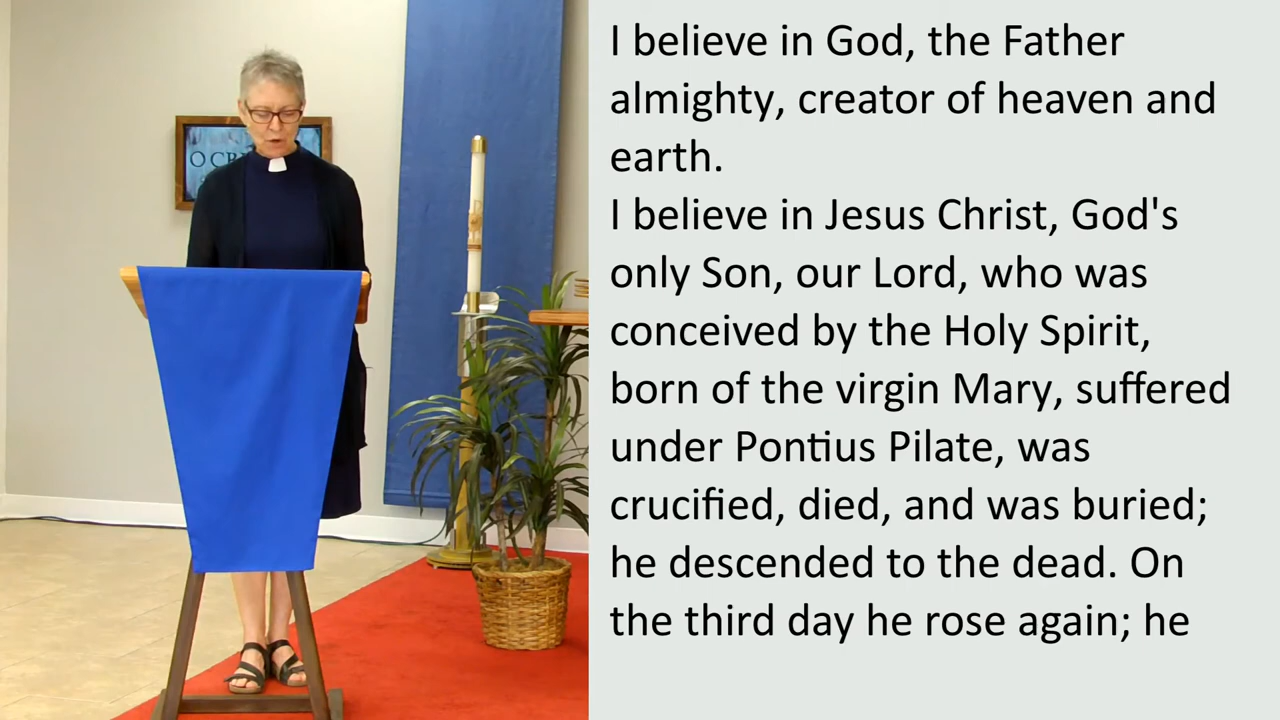 O
I believe in God, the Father
almighty, creator of heaven and
earth.
I believe in Jesus Christ, God's
only Son, our Lord, who was
conceived by the Holy Spirit,
born of the virgin Mary, suffered
under Pontius Pilate, was
crucified, died, and was buried;
he descended to the dead. On
the third day he rose again; he